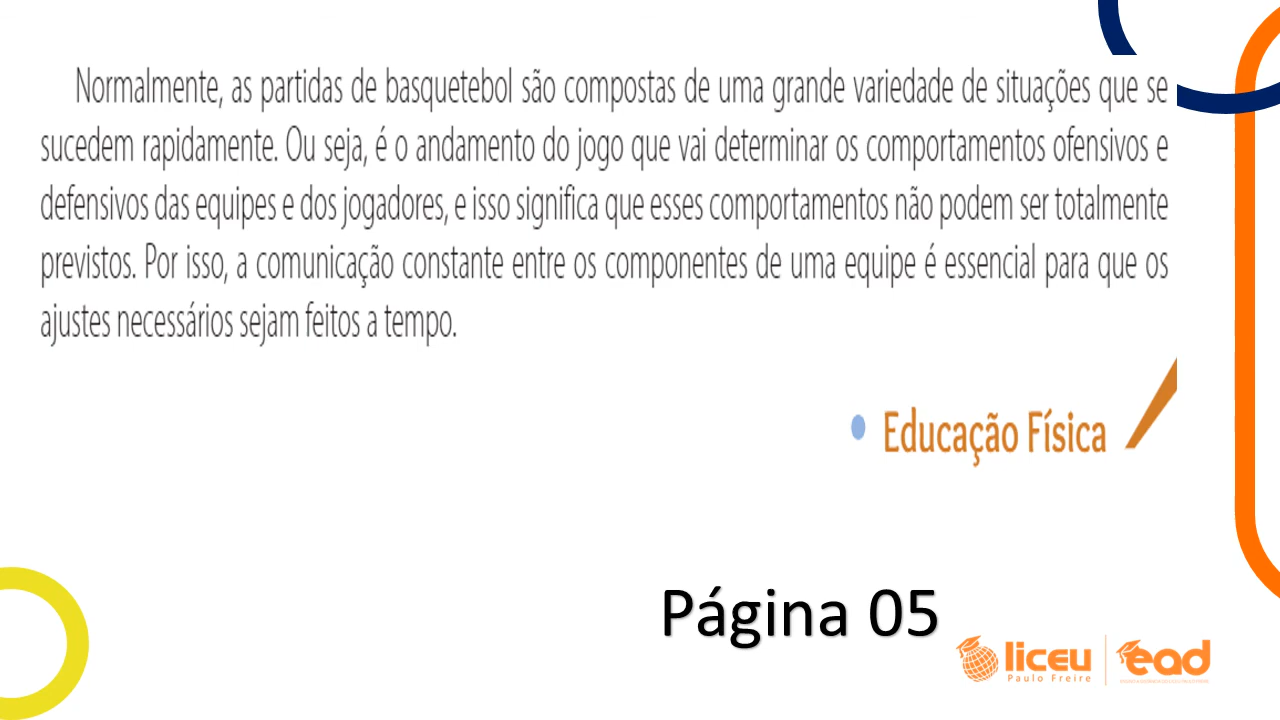 Normalmente, as partidas de basquetebol são compostas de uma grande variedade de situações que se
sucedem rapidamente. Ou seja, é o andamento do jogo que vai determinar os comportamentos ofensivos e
defensivos das equipes e dos jogadores, e isso significa que esses comportamentos não podem ser totalmente
previstos. Por isso, a comunicação constante entre os componentes de uma equipe é essencial para que os
ajustes necessários sejam feitos a tempo.
• Educação Física
Página 05
liceu
Paulo Freire
ead